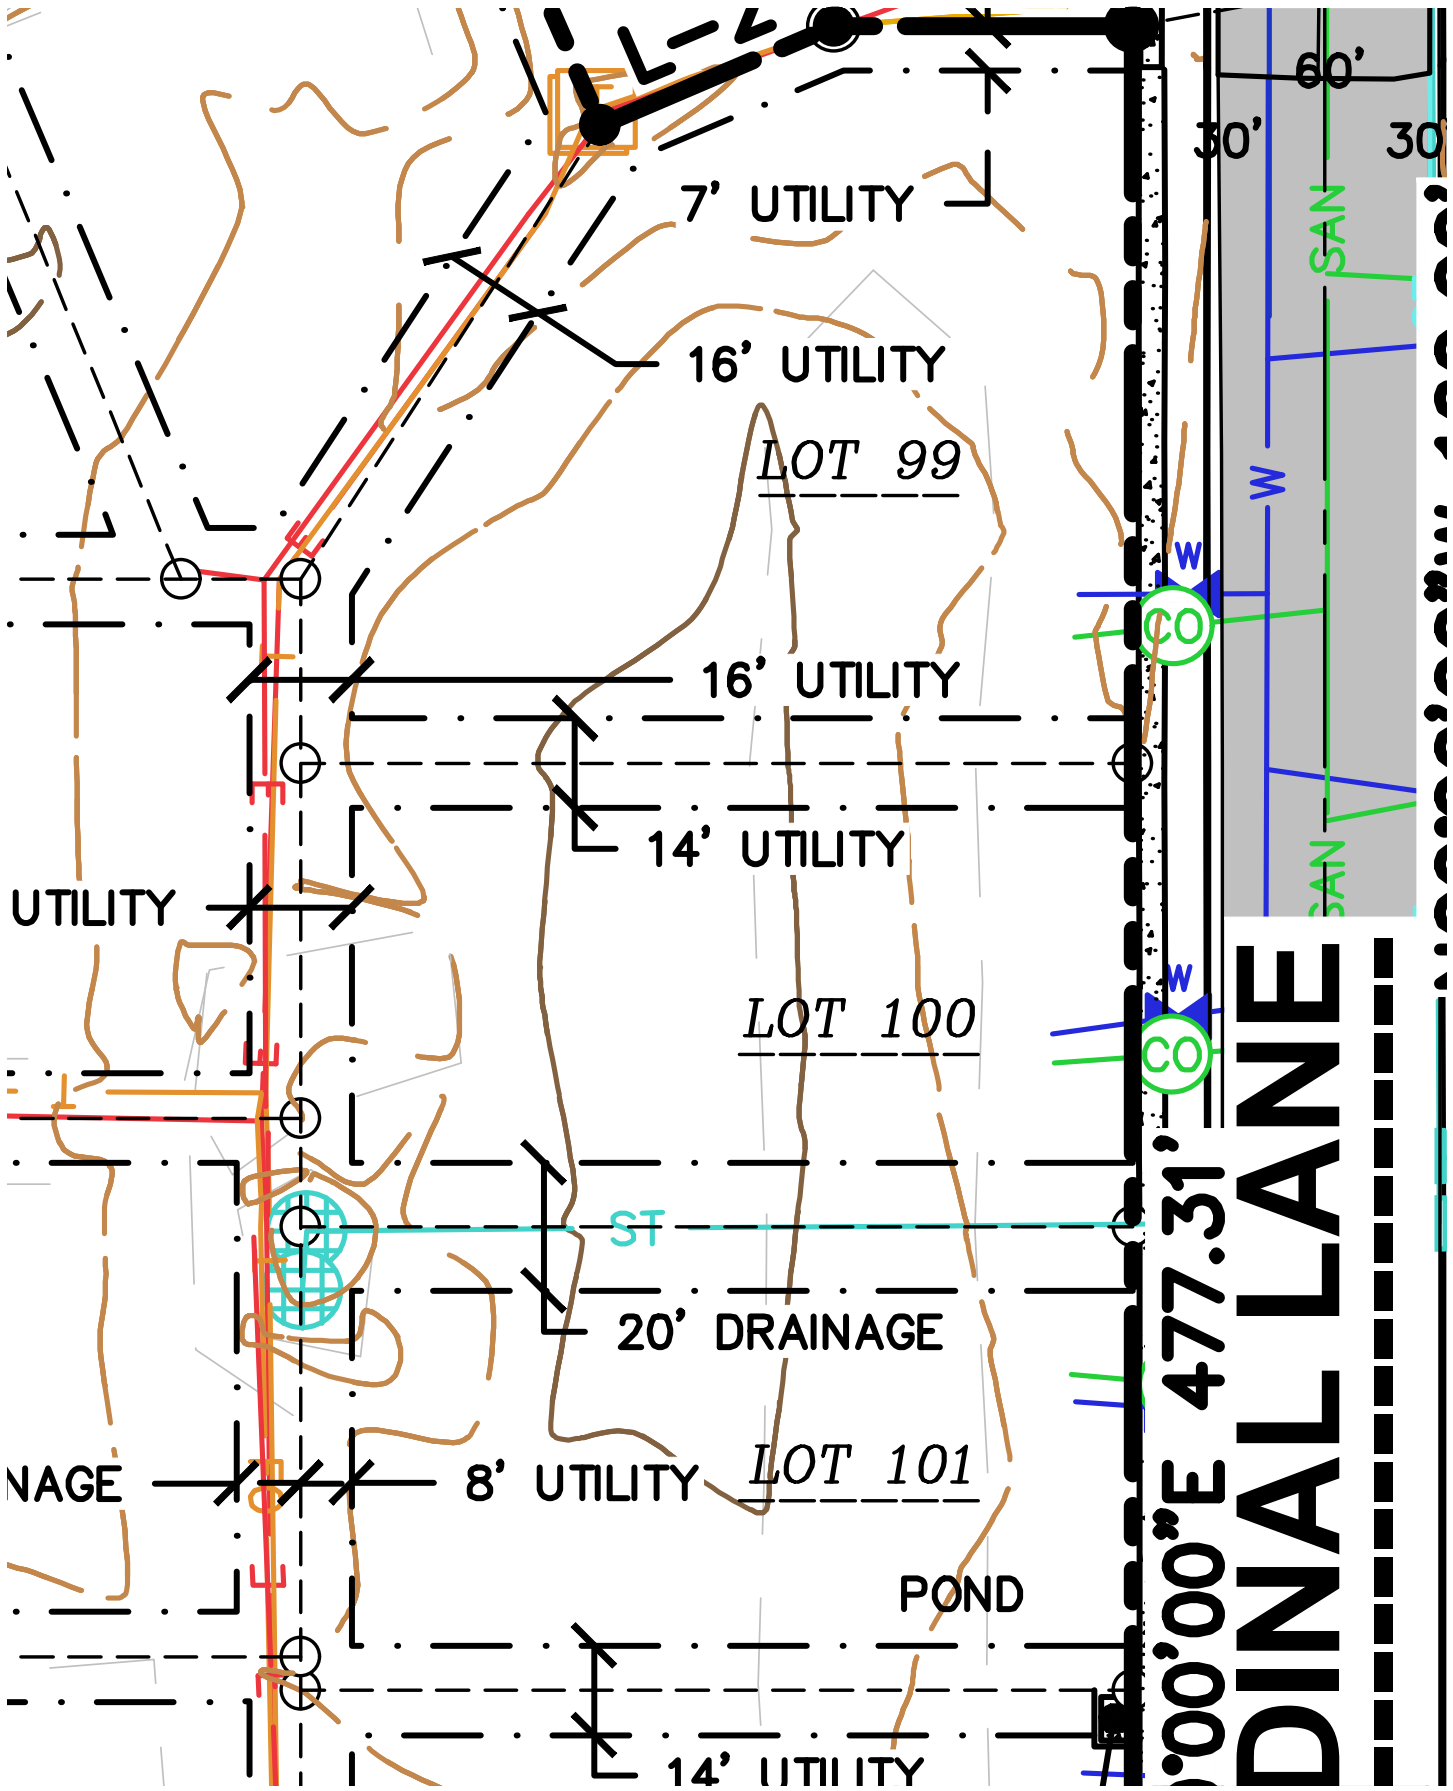 60'
30'
30'
7' UTILITY
SAN
16' UTILITY
LOT 99
W
W
CO
16' UTILITY
14' UTILITY
UTILITY
SAN
W
LOT 100
CO
ST
20' DRAINAGE
NAGE
8' UTILITY
LOT 101
POND
14' UTILITY
00'00"E 477.31'
DINAL LANE